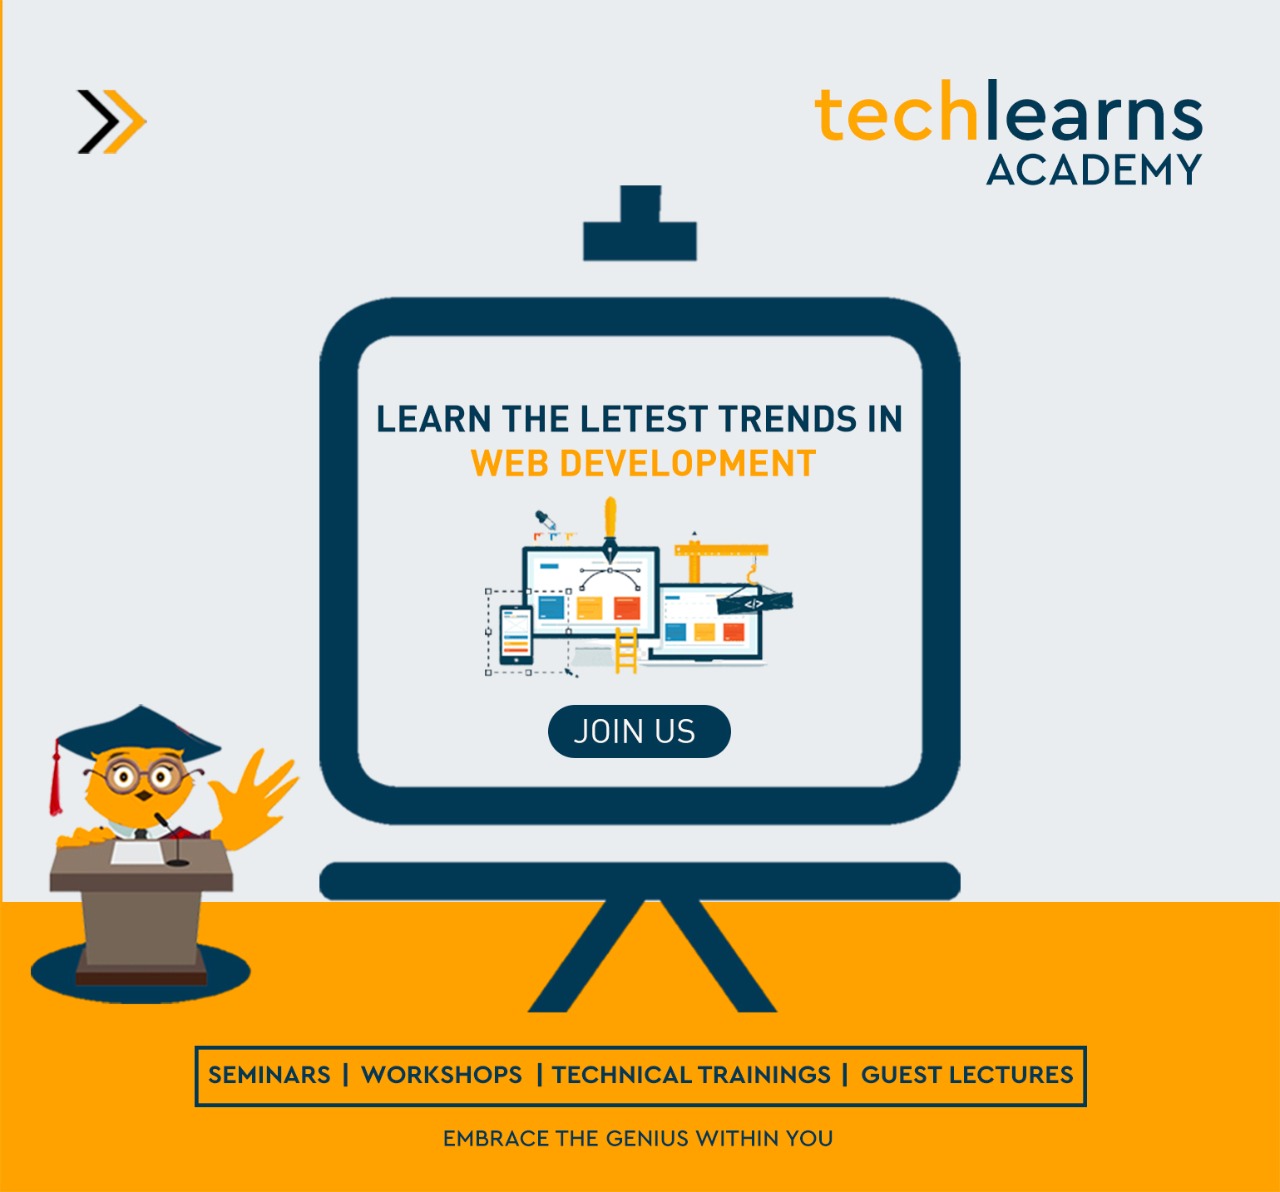 techlearns
ACADEMY
LEARN THE LETEST TRENDS IN
WEB DEVELOPMENT
</>
JOIN US
SEMINARS | WORKSHOPS | TECHNICAL TRAININGS | GUEST LECTURES
EMBRACE THE GENIUS WITHIN YOU